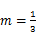 m = 1/3